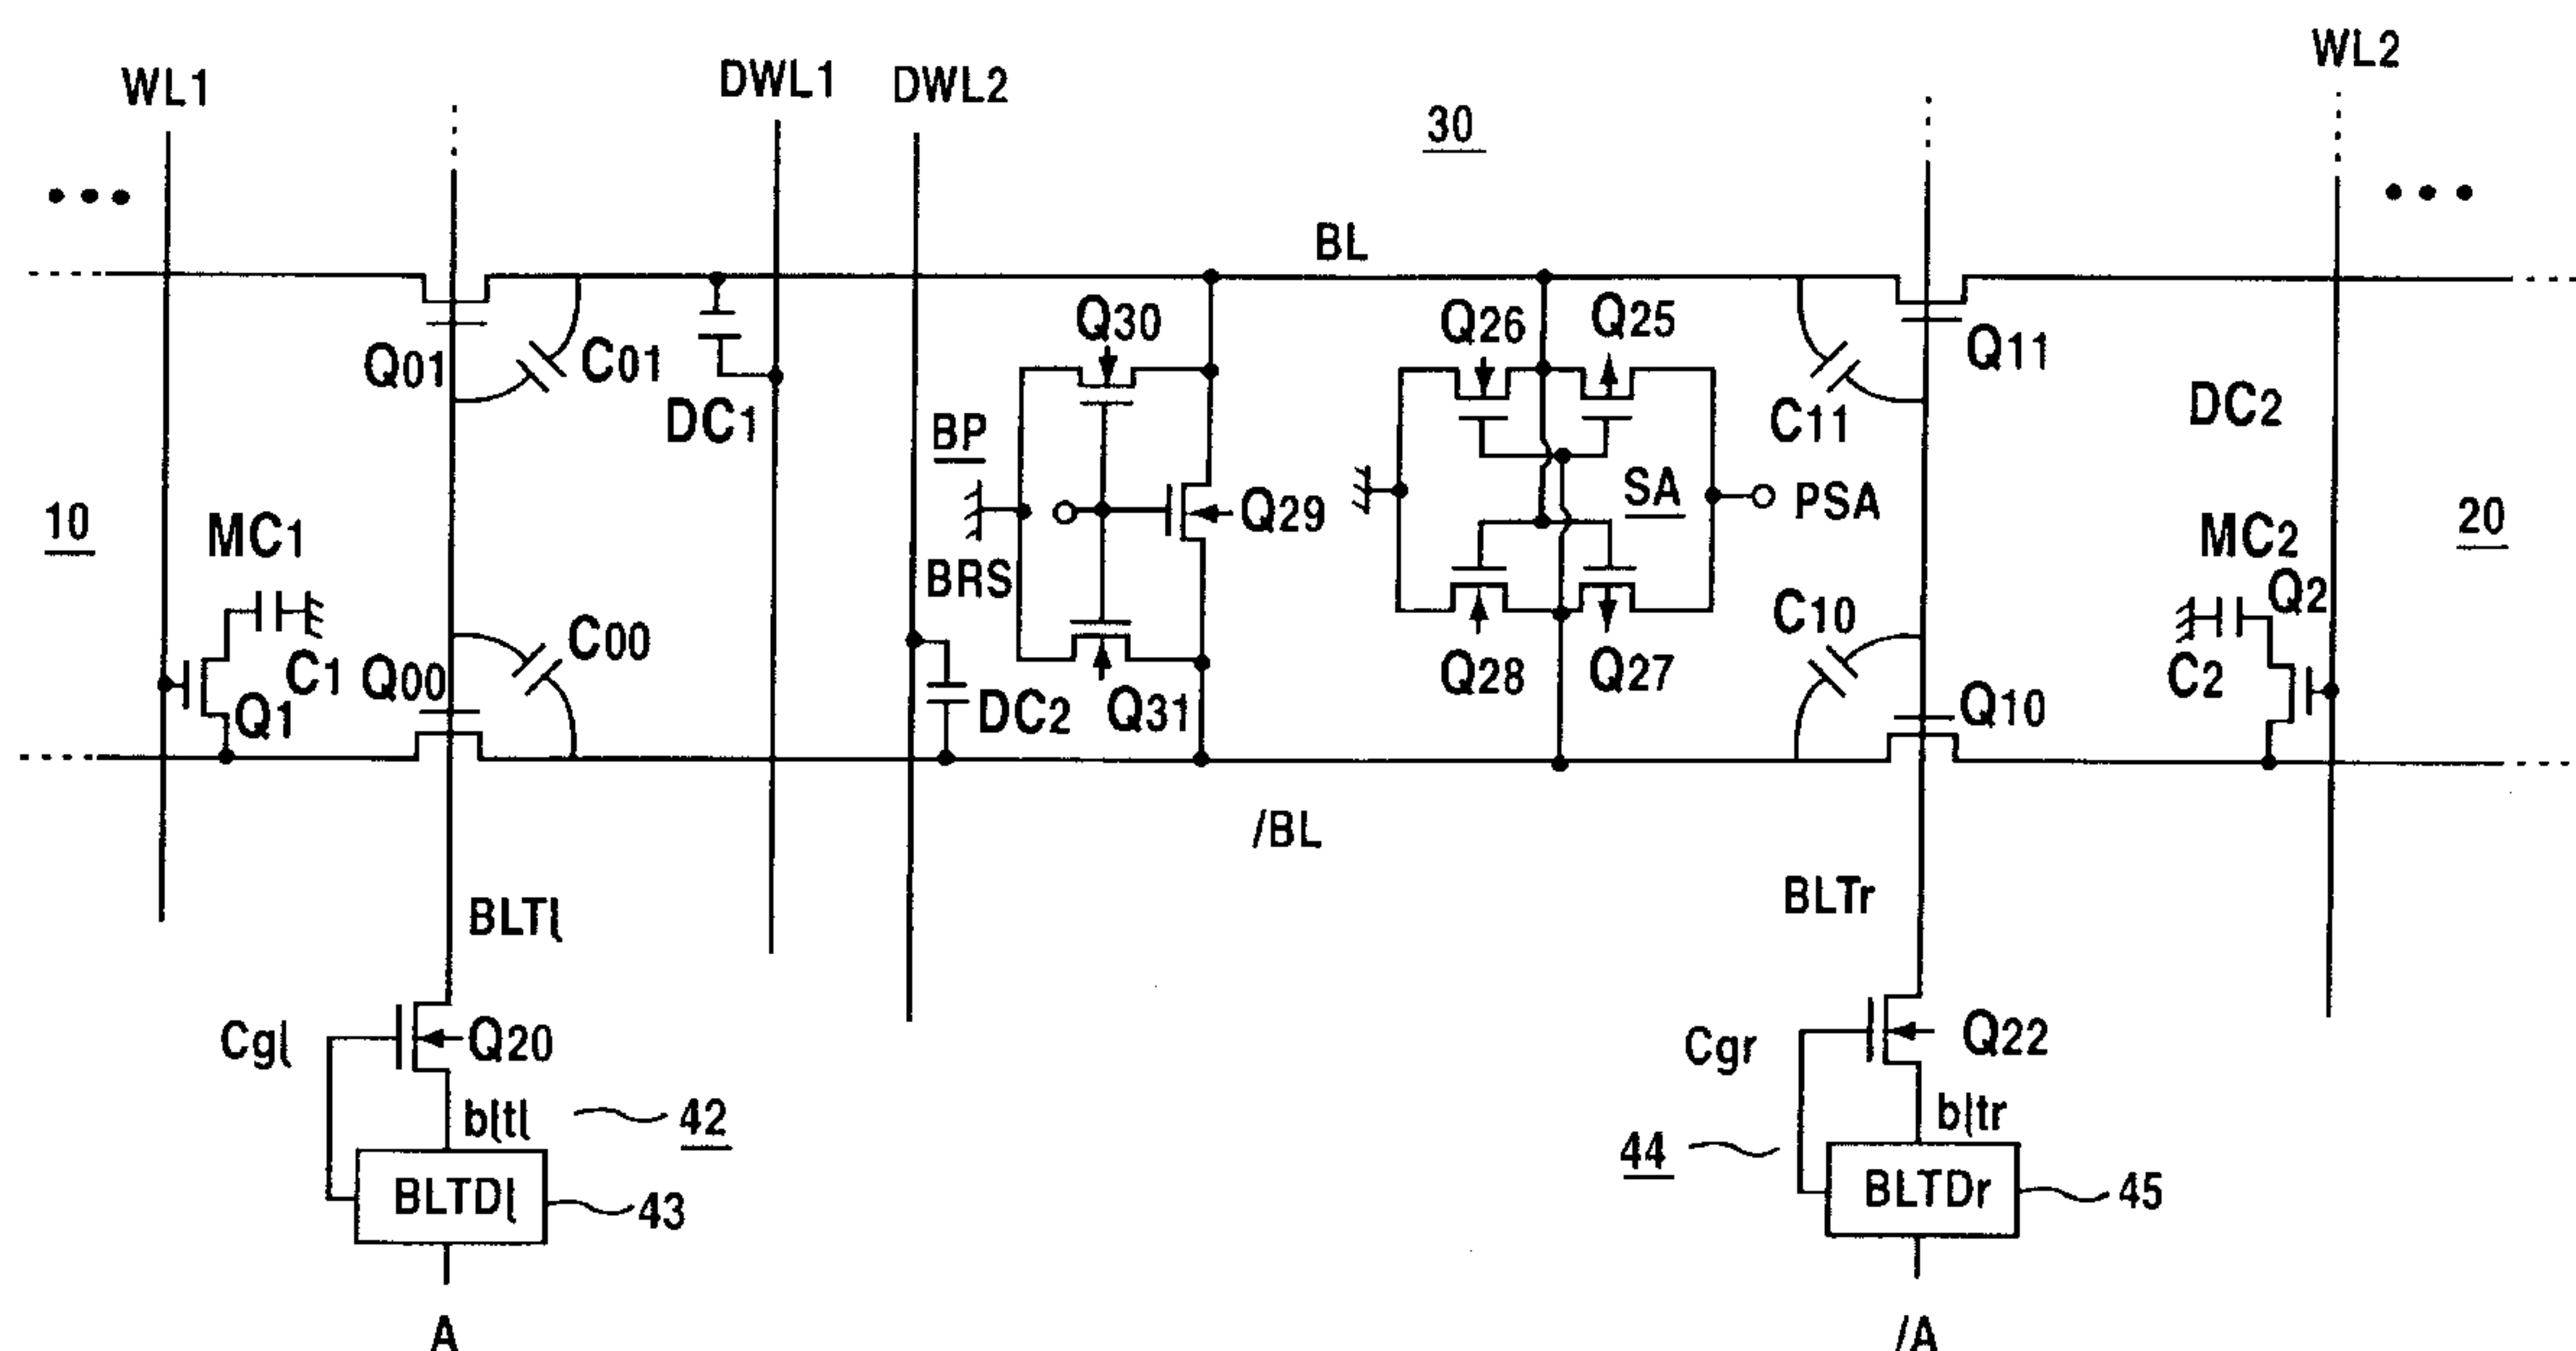 WL1
DWL1
DWL2
30
WL2
BL
Q01
C01
DC1
Q30
Q26
Q25
Q11
C11
DC2
BP
Q29
SA
PSA
10
MC1
BRS
MC2
20
C1
Q1
Q00
C00
DC2
Q31
Q28
Q27
C10
Q10
C2
Q2
/BL
BLTl
BLTr
Cgl
Q20
Cgr
Q22
bltl
42
44
bltr
BLTDl
43
BLTDr
45
A
/A